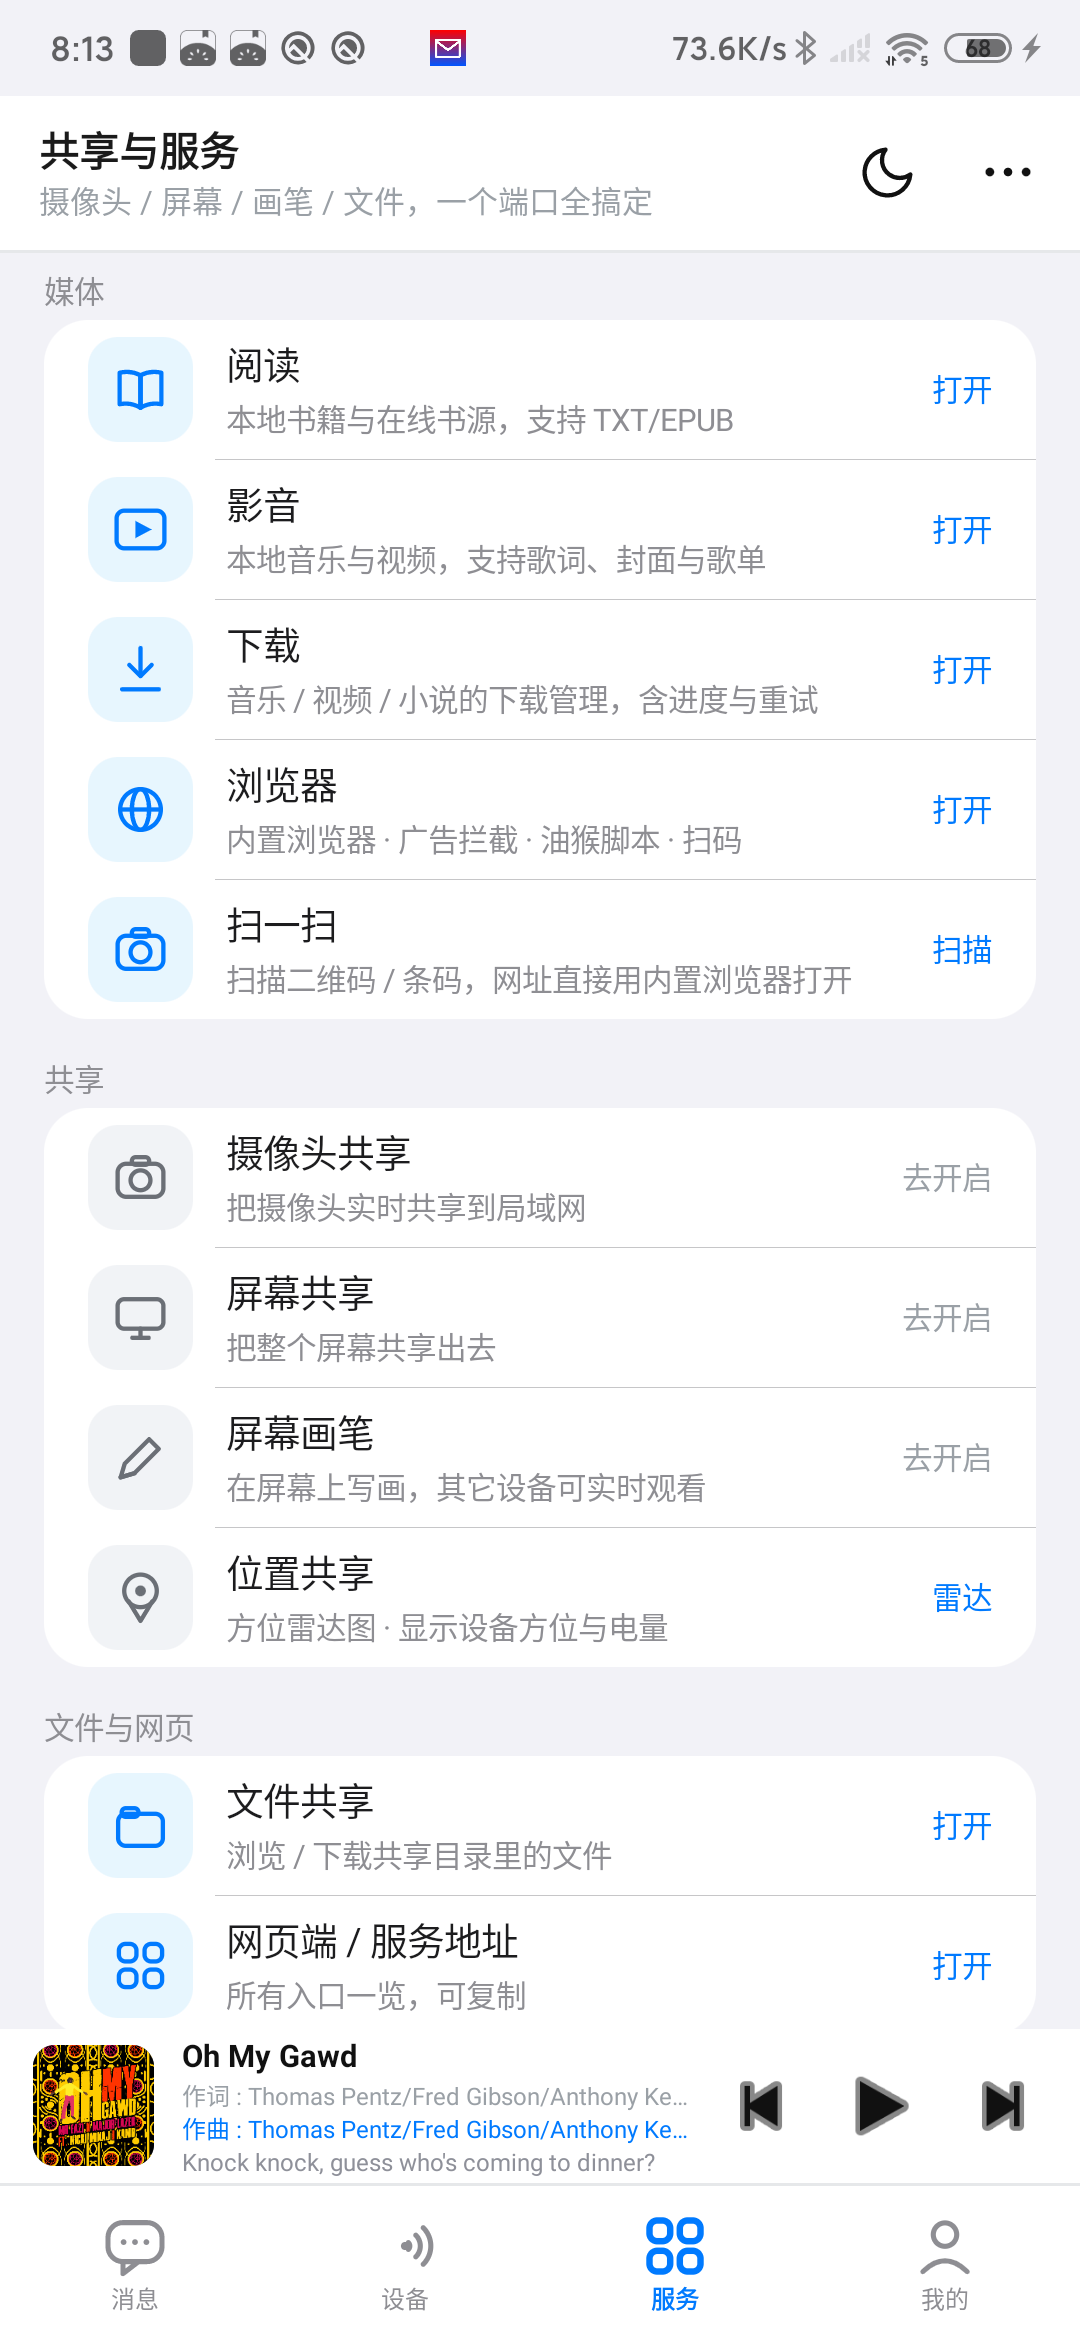 8:13
73.6K/s
5
68
共享与服务
摄像头 / 屏幕 / 画笔 / 文件，一个端口全搞定
媒体
阅读
本地书籍与在线书源，支持 TXT/EPUB
打开
影音
本地音乐与视频，支持歌词、封面与歌单
打开
下载
音乐 / 视频 / 小说的下载管理，含进度与重试
打开
浏览器
内置浏览器 · 广告拦截 · 油猴脚本 · 扫码
打开
扫一扫
扫描二维码 / 条码，网址直接用内置浏览器打开
扫描
共享
摄像头共享
把摄像头实时共享到局域网
去开启
屏幕共享
把整个屏幕共享出去
去开启
屏幕画笔
在屏幕上写画，其它设备可实时观看
去开启
位置共享
方位雷达图 · 显示设备方位与电量
雷达
文件与网页
文件共享
浏览 / 下载共享目录里的文件
打开
网页端 / 服务地址
所有入口一览，可复制
打开
OH MY GAWD
Oh My Gawd
作词 : Thomas Pentz/Fred Gibson/Anthony Ke...
作曲 : Thomas Pentz/Fred Gibson/Anthony Ke...
Knock knock, guess who's coming to dinner?
消息
设备
服务
我的